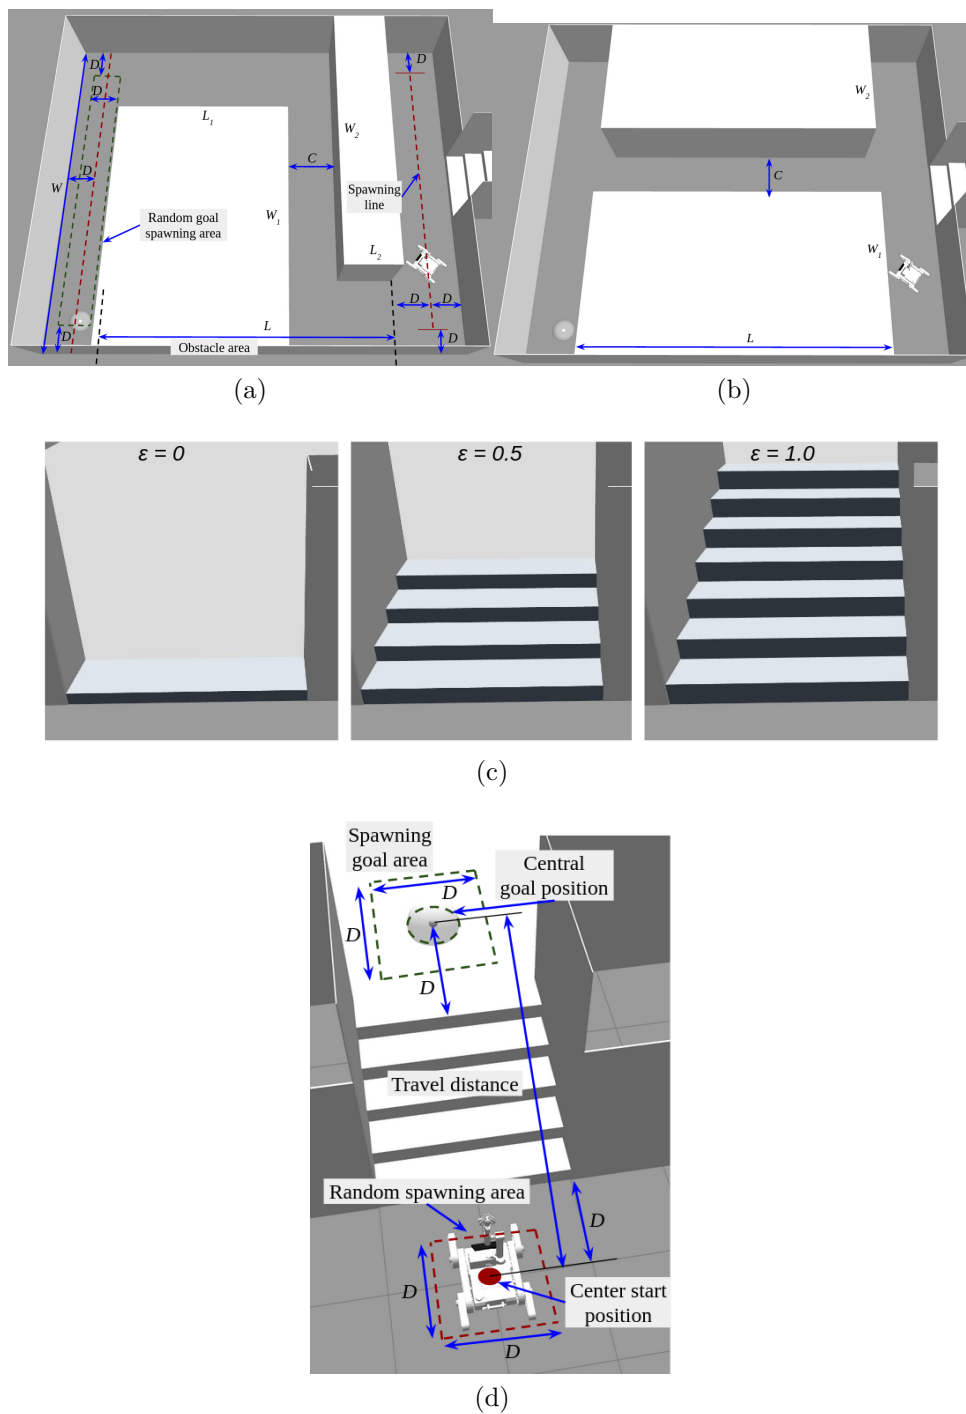 D
D
L1
D
W2
D
C
W2
C
W
Spawning
line
Random goal
spawning area
W1
W1
L2
D
D
D
L
D
Obstacle area
L
(a)
(b)
ε = 0
ε = 0.5
ε = 1.0
(c)
Spawning
goal area
Central
goal position
D
D
D
Travel distance
Random spawning area
D
D
Center start
position
D
(d)